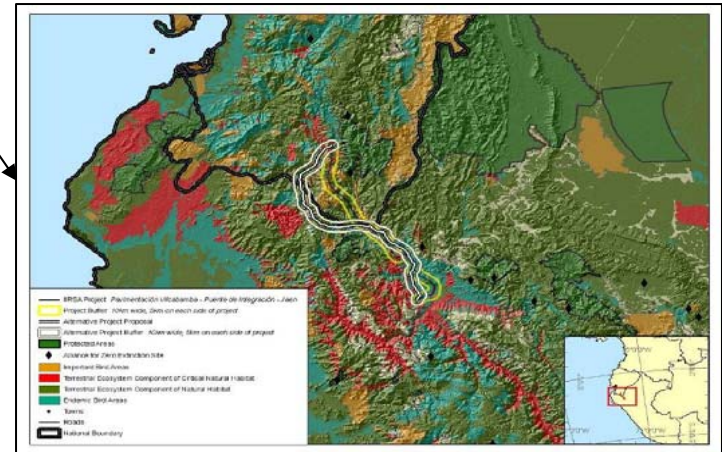 IIRSA Project Pavimentación Vilcabamba - Puente de Integración - Jaen
Project Buffer 10km wide, 5km on each side of project
Alternative Project Proposal
Alternative Project Buffer 10km wide, 5km on each side of project
Protected Areas
Alliance for Zero Extinction Site
Important Bird Areas
Terrestrial Ecosystem Component of Critical Natural Habitat
Terrestrial Ecosystem Component of Natural Habitat
Endemic Bird Areas
Towns
Roads
National Boundary